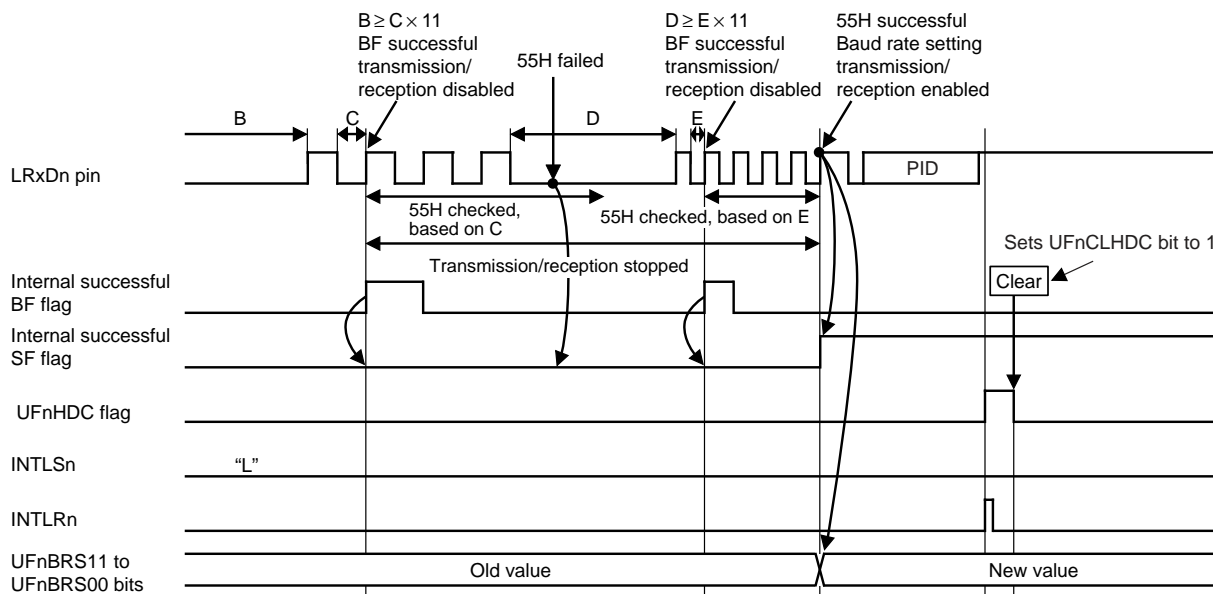 B ≥ C × 11
BF successful
transmission/
reception disabled
55H failed
D ≥ E × 11
BF successful
transmission/
reception disabled
55H successful
Baud rate setting
transmission/
reception enabled
B
C
D
E
LRxDn pin
PID
55H checked,
based on C
55H checked, based on E
Transmission/reception stopped
Sets UFnCLHDC bit to 1
Clear
Internal successful
BF flag
Internal successful
SF flag
UFnHDC flag
INTLSn
“L”
INTLRn
UFnBRS11 to
UFnBRS00 bits
Old value
New value